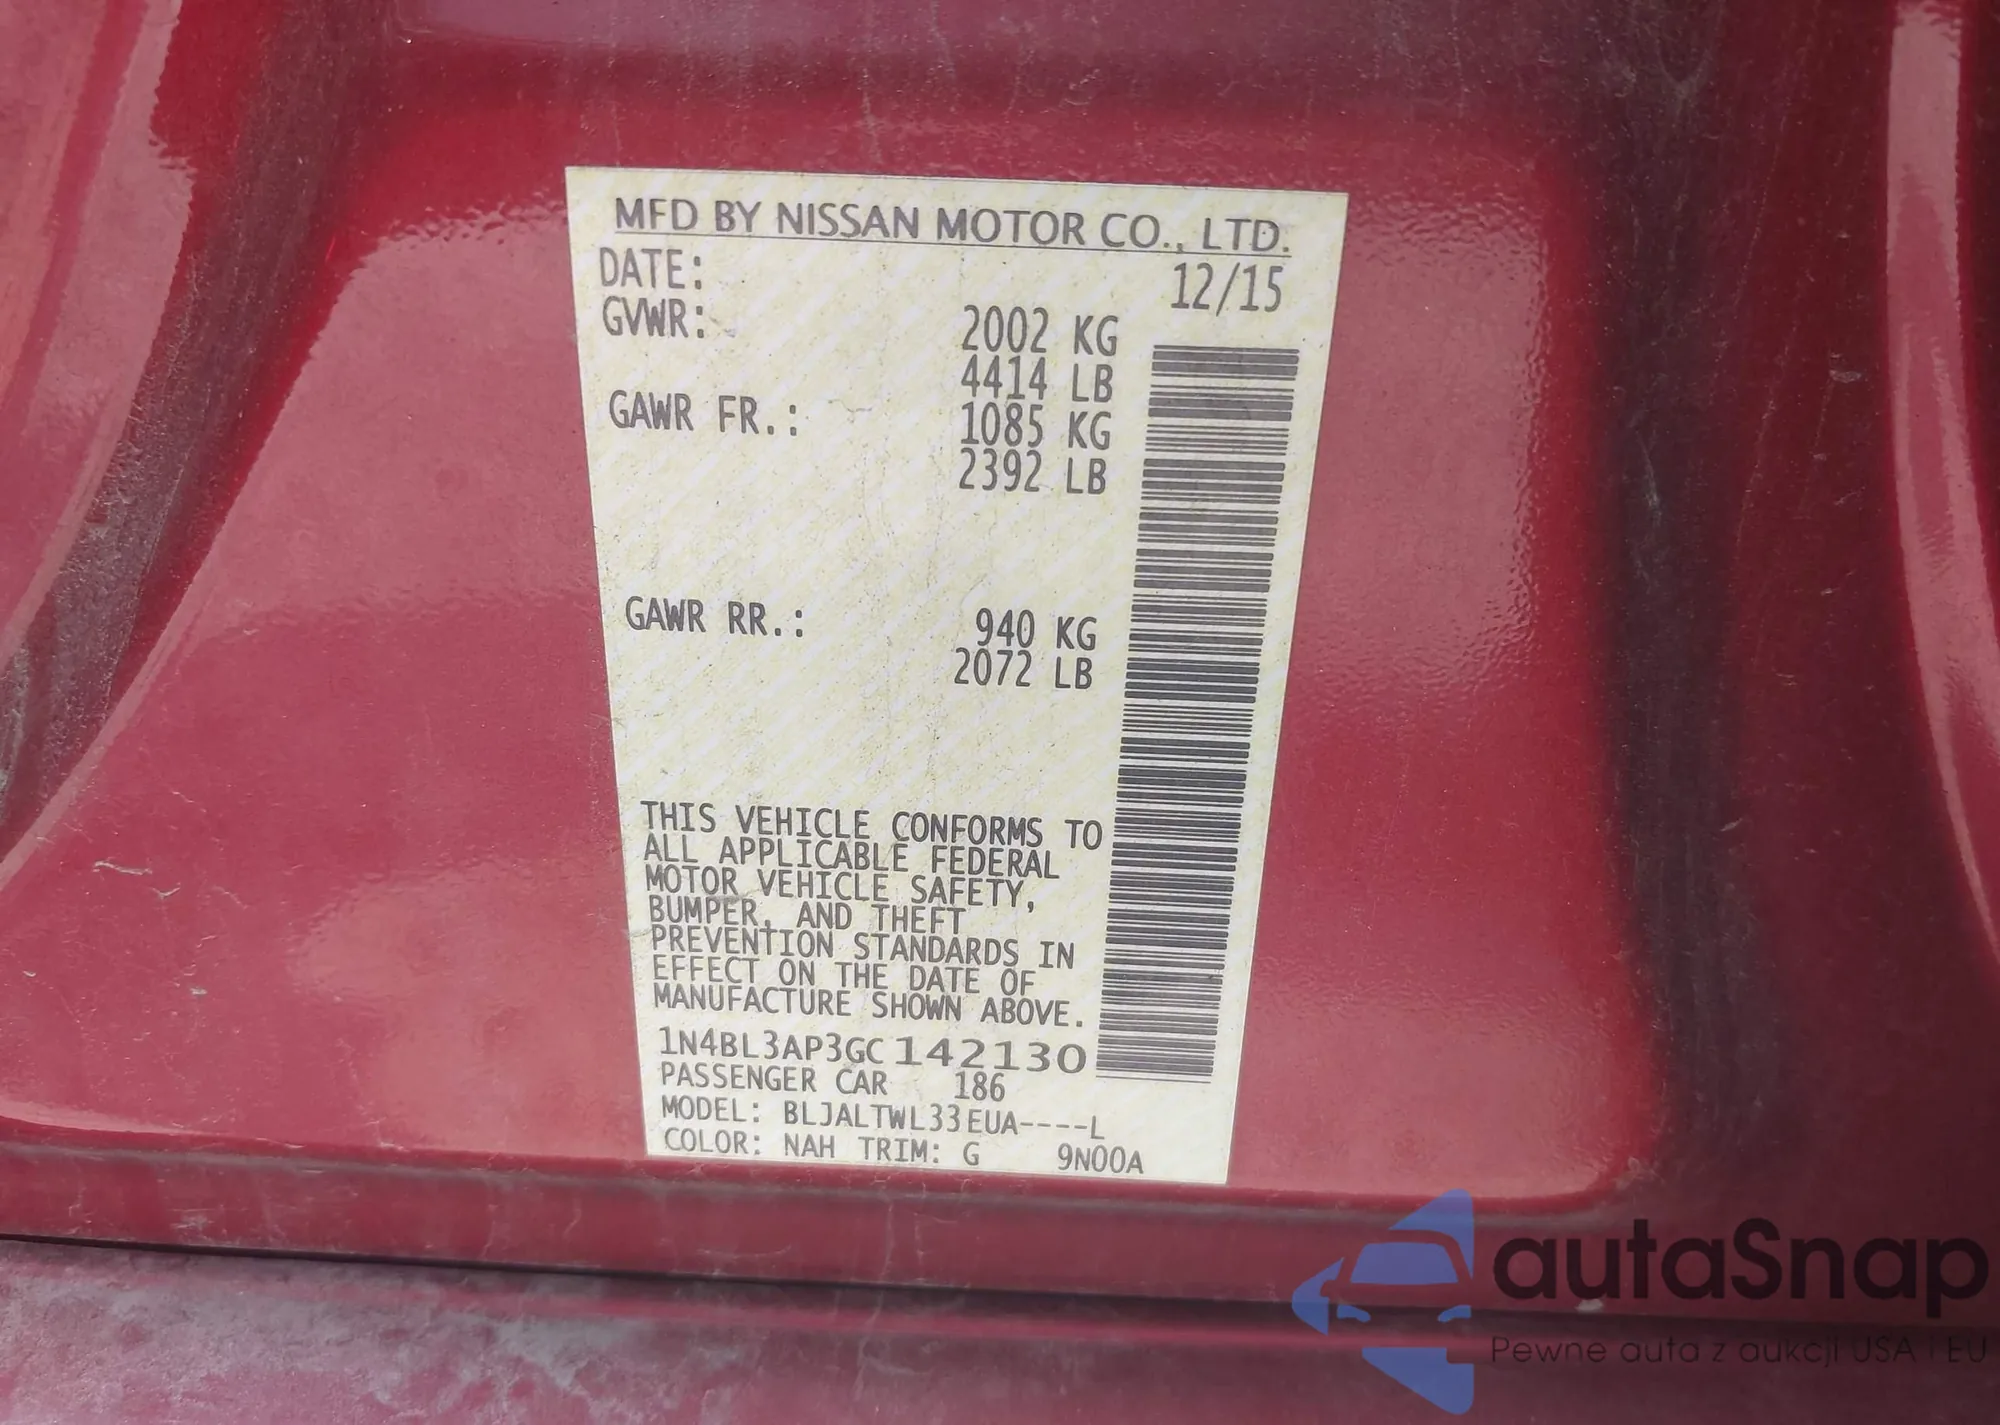 MFD BY NISSAN MOTOR CO., LTD.
DATE: 12/15
GVWR: 2002 KG
4414 LB
GAWR FR.: 1085 KG
2392 LB
GAWR RR.: 940 KG
2072 LB
THIS VEHICLE CONFORMS TO
ALL APPLICABLE FEDERAL
MOTOR VEHICLE SAFETY,
BUMPER, AND THEFT
PREVENTION STANDARDS IN
EFFECT ON THE DATE OF
MANUFACTURE SHOWN ABOVE.
1N4BL3AP3GC142130
PASSENGER CAR 186
MODEL: BLJALTWL33EUA----L
COLOR: NAH TRIM: G 9N00A
autaSnap
Pewne auta z aukcji USA i EU